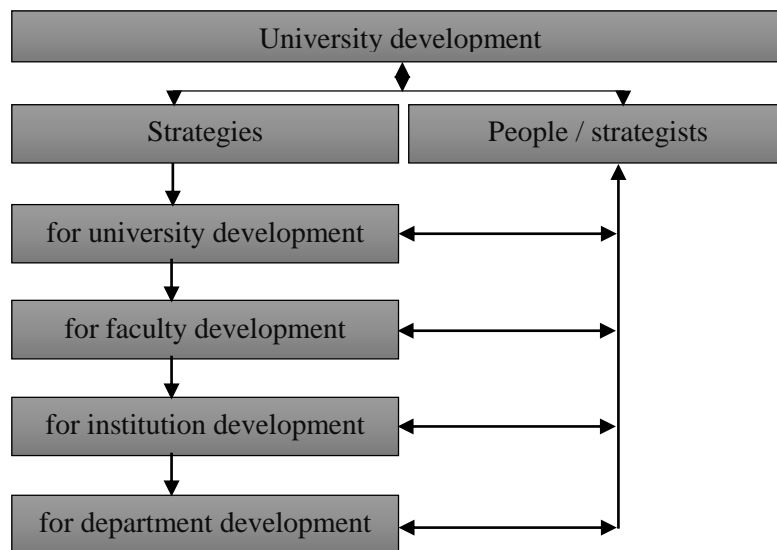 University development
Strategies
People / strategists
for university development
for faculty development
for institution development
for department development